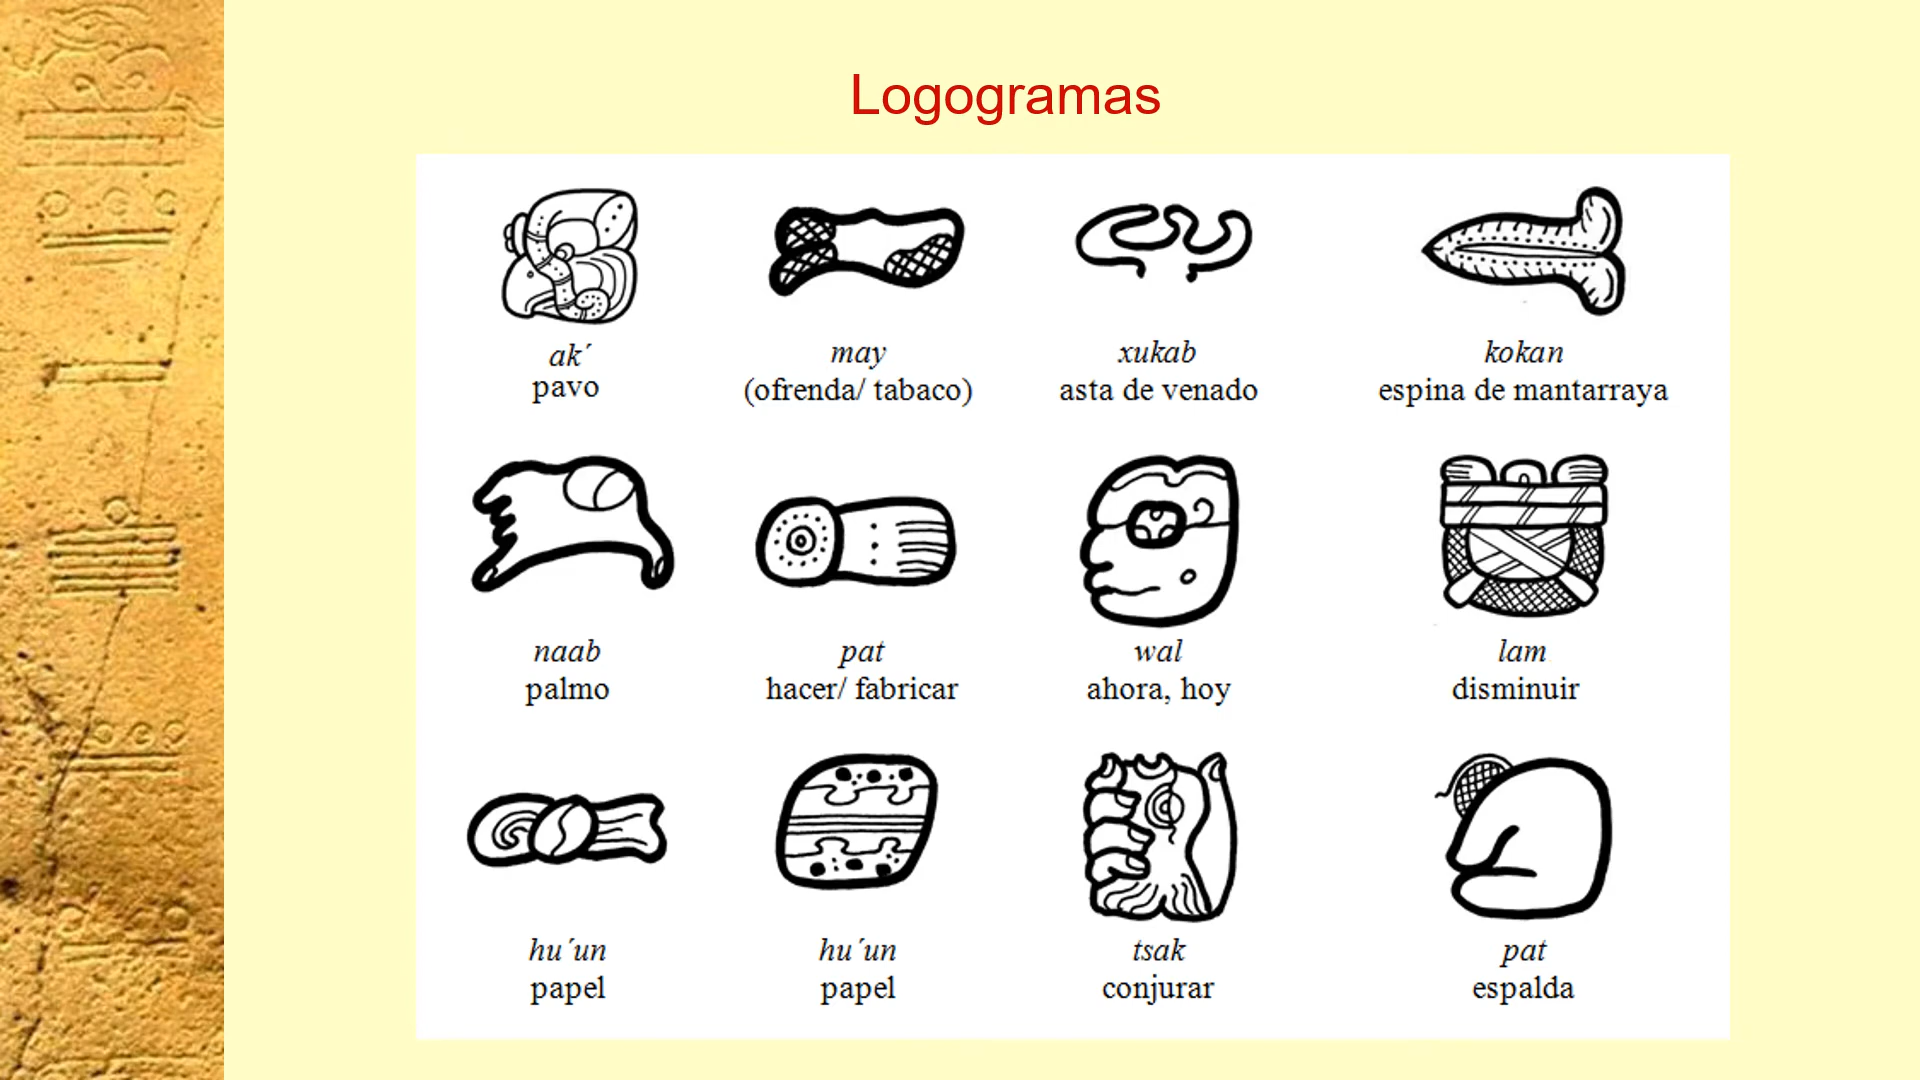 Logogramas
ak´
pavo
may
(ofrenda/ tabaco)
xukab
asta de venado
kokan
espina de mantarraya
naab
palmo
pat
hacer/ fabricar
wal
ahora, hoy
lam
disminuir
hu´un
papel
hu´un
papel
tsak
conjurar
pat
espalda